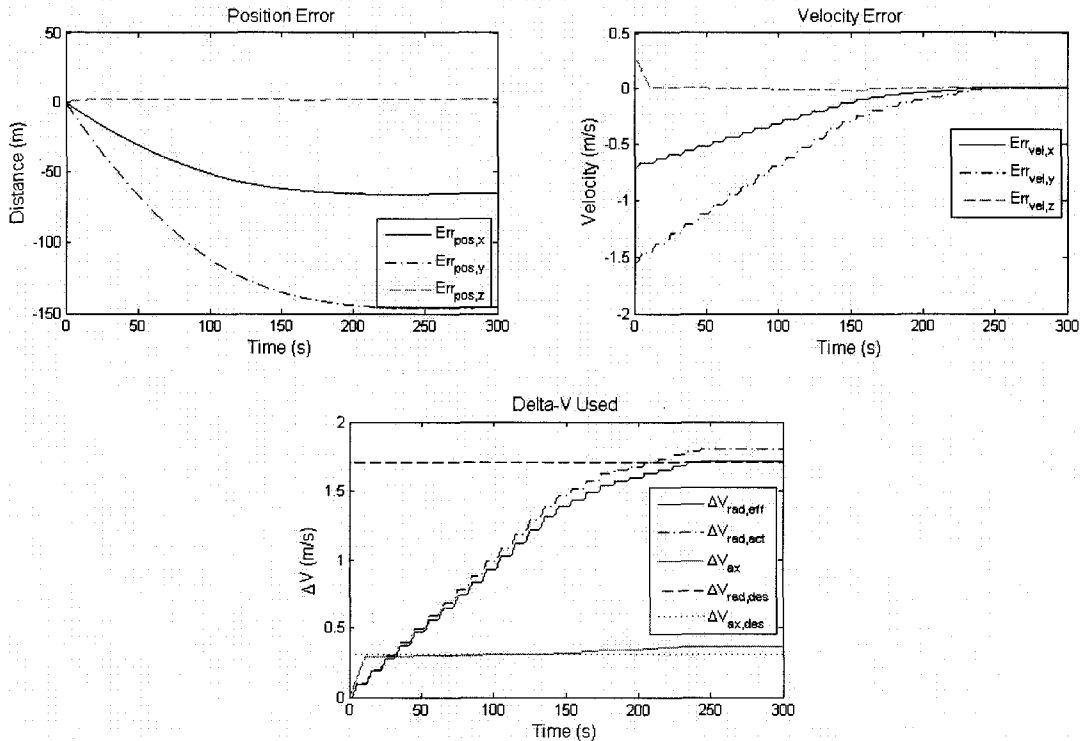 Position Error
50
0
-50
-100
-150
Distance (m)
0 50 100 150 200 250 300
Time (s)
Err_pos,x
Err_pos,y
Err_pos,z
Velocity Error
0.5
0
-0.5
-1
-1.5
-2
Velocity (m/s)
0 50 100 150 200 250 300
Time (s)
Err_vel,x
Err_vel,y
Err_vel,z
Delta-V Used
2
1.5
1
0.5
0
ΔV (m/s)
0 50 100 150 200 250 300
Time (s)
ΔV_rad,eff
ΔV_rad,act
ΔV_ax
ΔV_rad,des
ΔV_ax,des